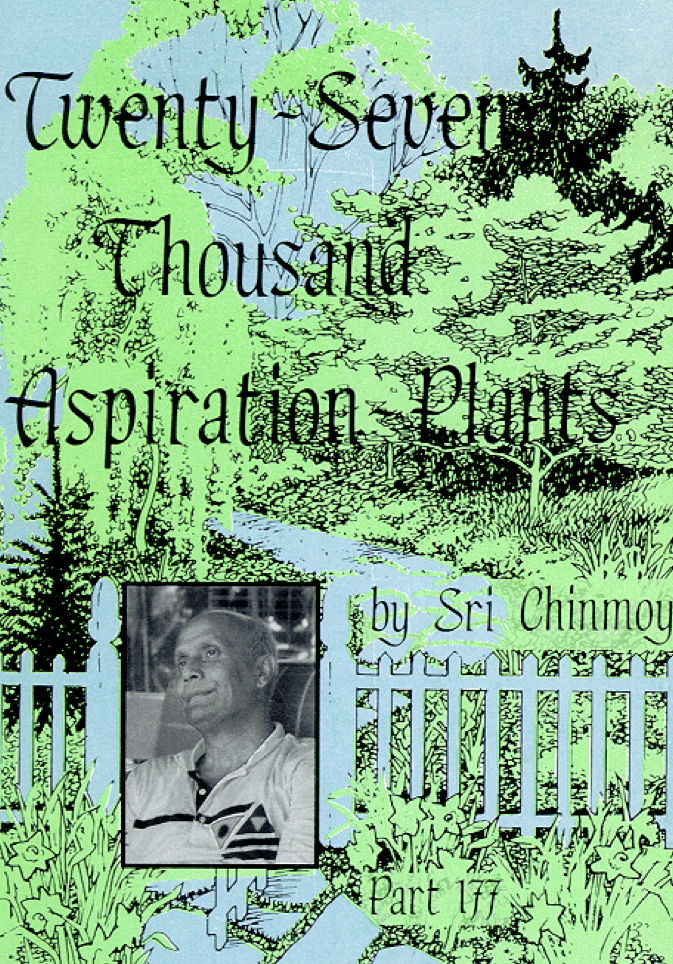 Twenty-Seven
Thousand
Aspiration Plants
by Sri Chinmoy
Part 177